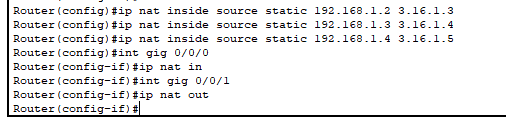 Router(config)#ip nat inside source static 192.168.1.2 3.16.1.3
Router(config)#ip nat inside source static 192.168.1.3 3.16.1.4
Router(config)#ip nat inside source static 192.168.1.4 3.16.1.5
Router(config)#int gig 0/0/0
Router(config-if)#ip nat in
Router(config-if)#int gig 0/0/1
Router(config-if)#ip nat out
Router(config-if)#